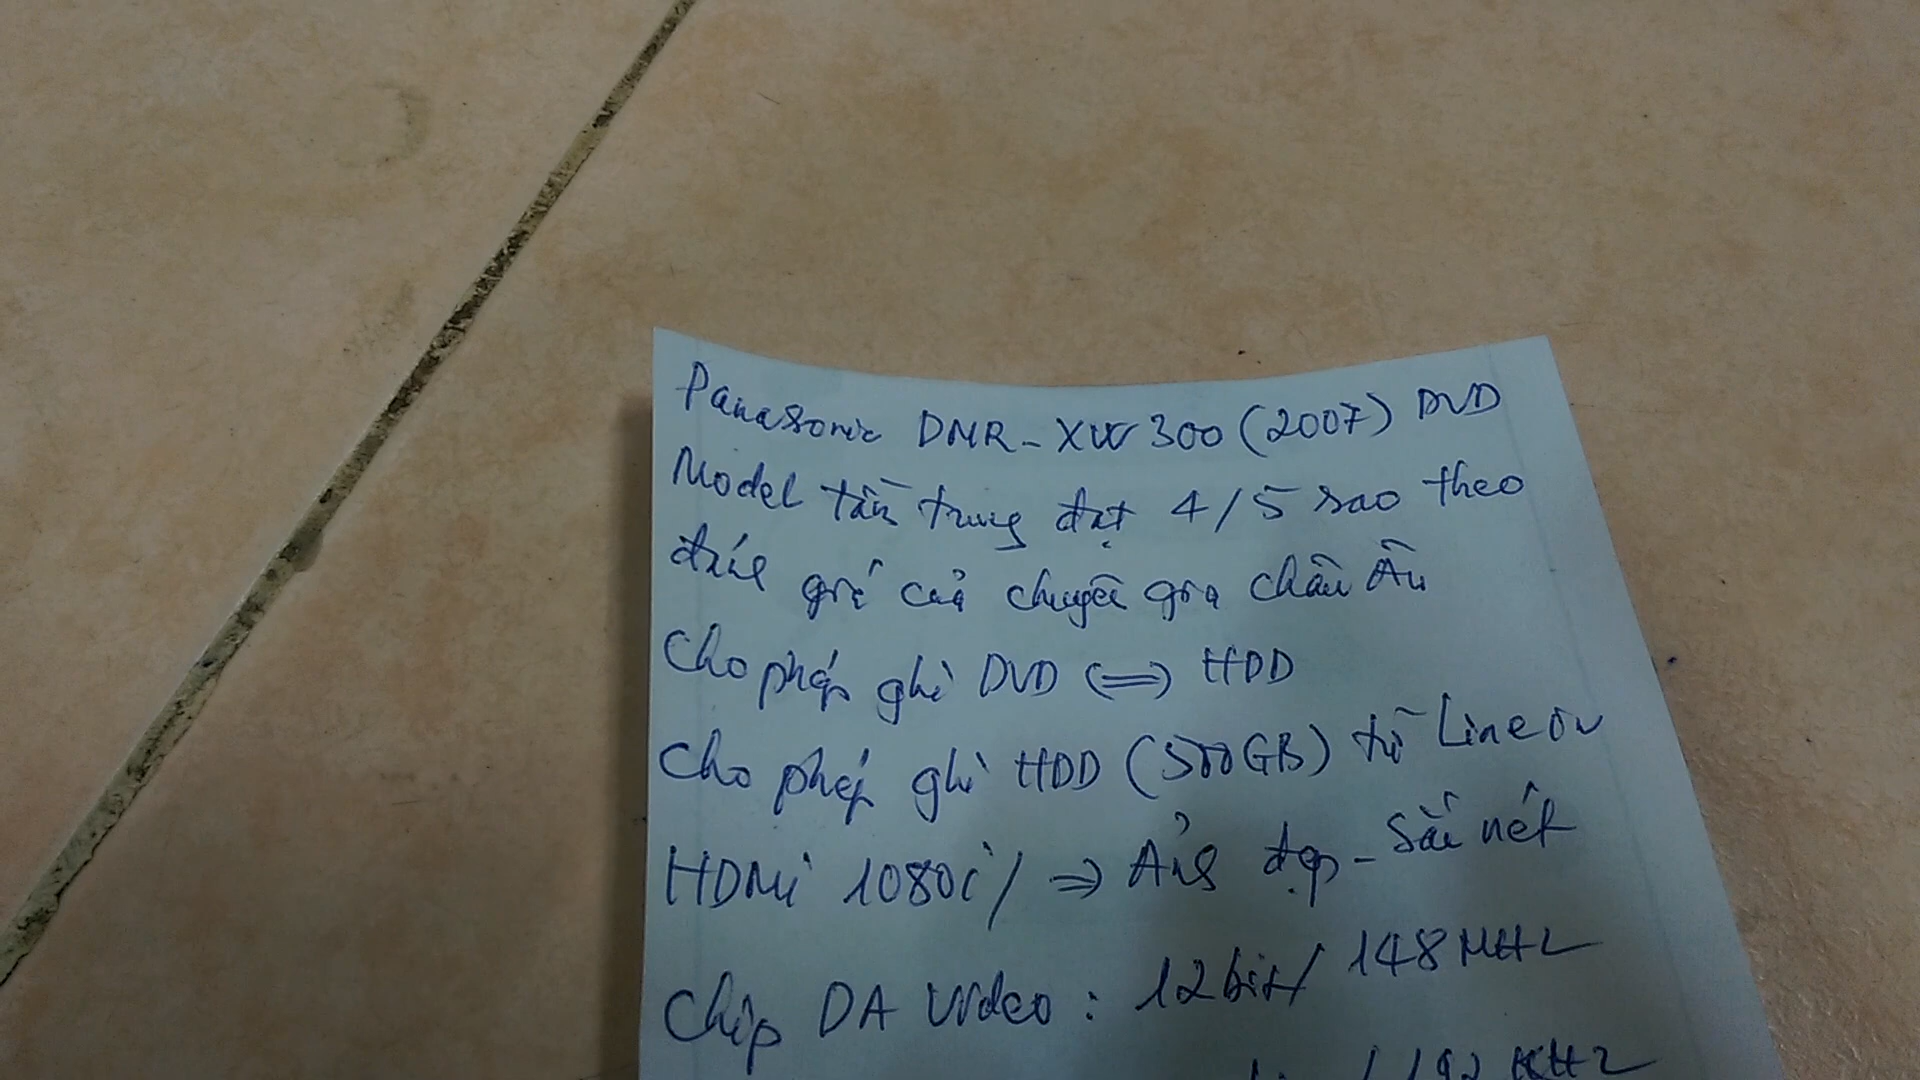 Panasonic DMR-XW300 (2007) DVD
Model tầm trung đạt 4/5 sao theo
đánh giá của chuyên gia châu Âu
Cho phép ghi DVD <=> HDD
Cho phép ghi HDD (500GB) từ Line
HDMi 1080i/ => Ảnh đẹp - Sắc nét
Chip DA Video: 12bit/148MHz
/192KHz